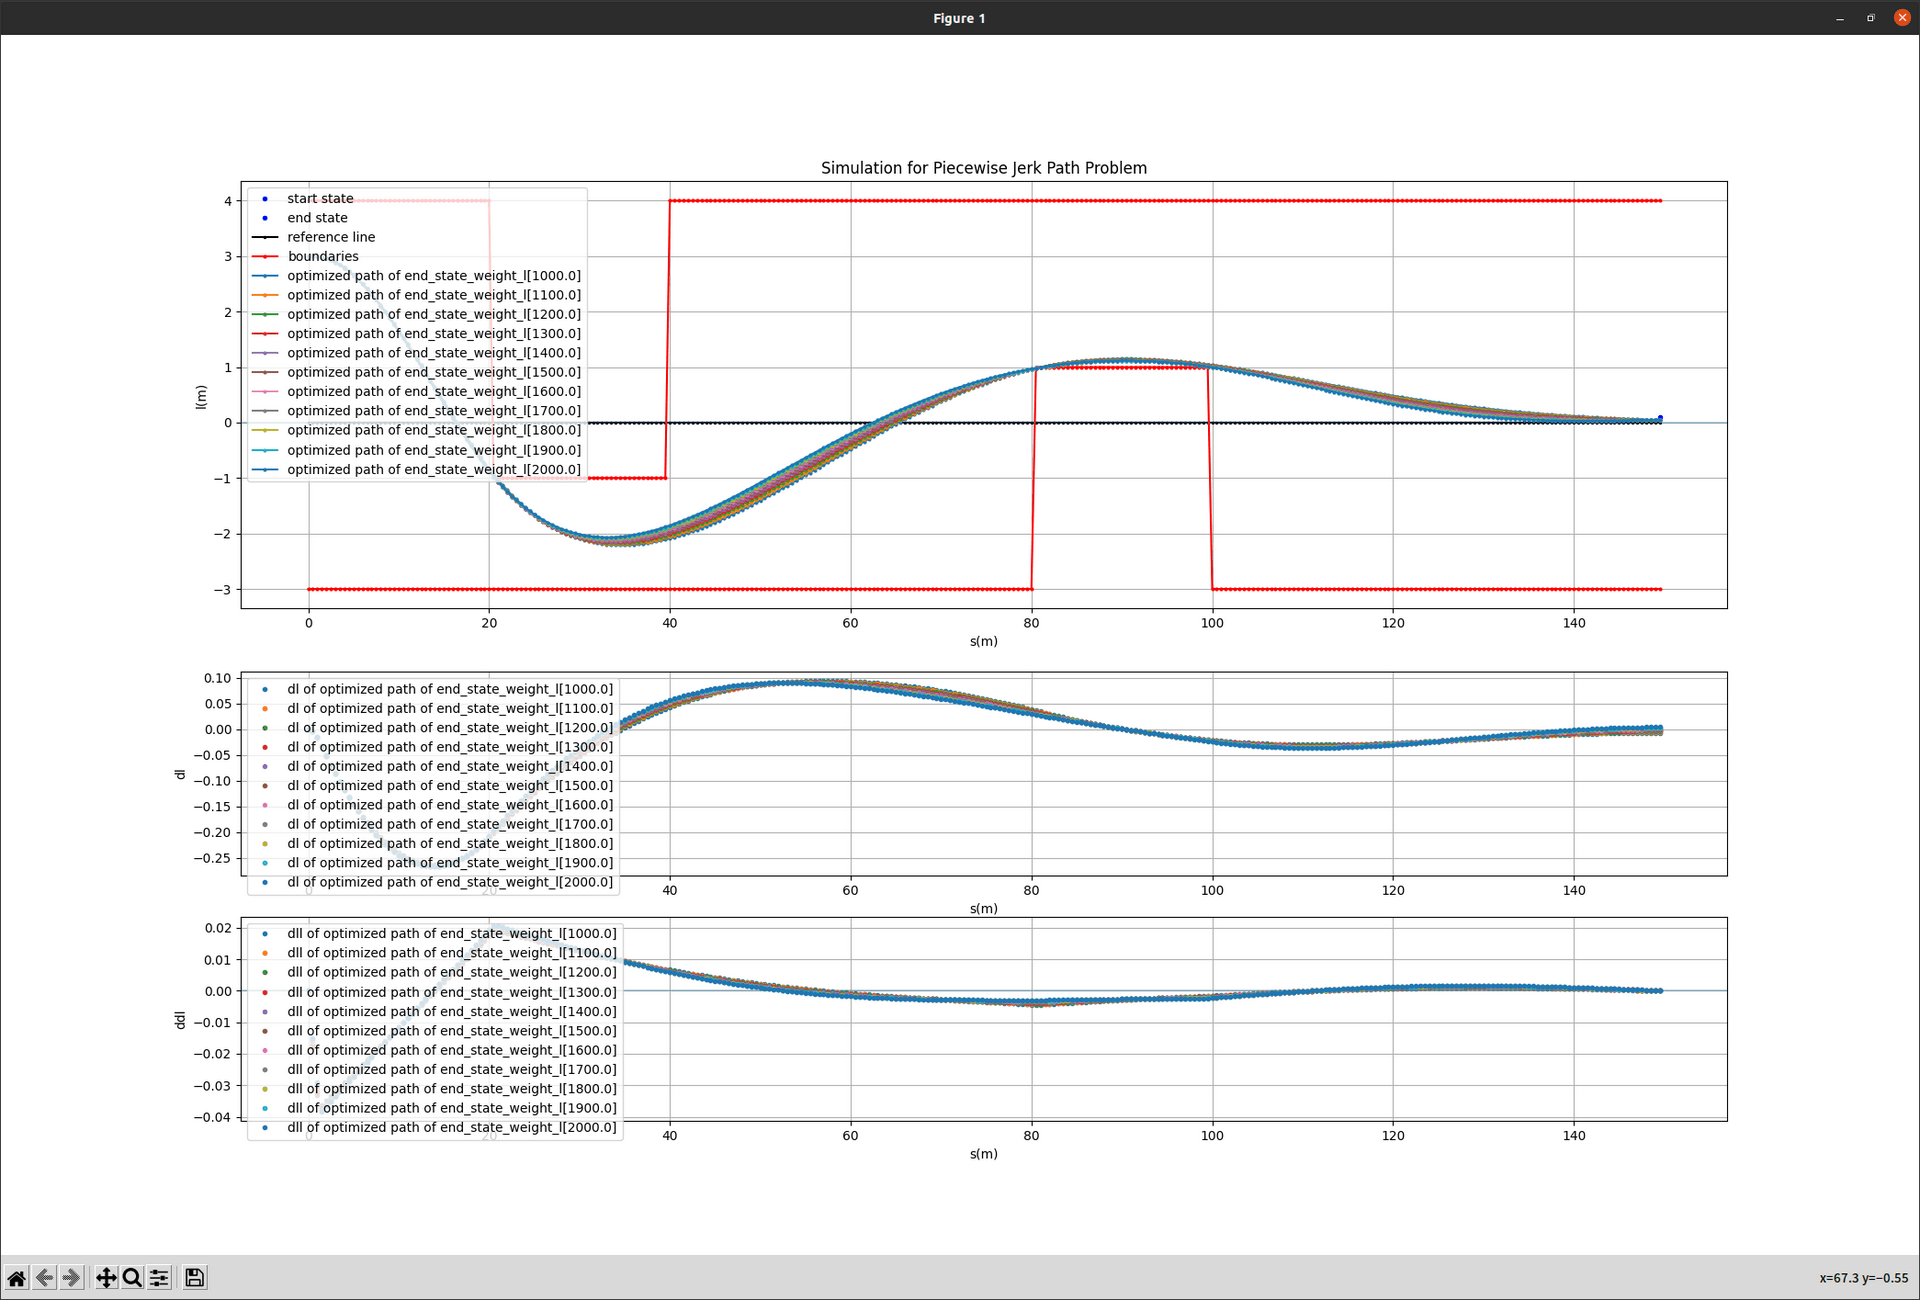 Figure 1
Simulation for Piecewise Jerk Path Problem
4
3
2
1
0
−1
−2
−3
l(m)
start state
end state
reference line
boundaries
optimized path of end_state_weight_l[1000.0]
optimized path of end_state_weight_l[1100.0]
optimized path of end_state_weight_l[1200.0]
optimized path of end_state_weight_l[1300.0]
optimized path of end_state_weight_l[1400.0]
optimized path of end_state_weight_l[1500.0]
optimized path of end_state_weight_l[1600.0]
optimized path of end_state_weight_l[1700.0]
optimized path of end_state_weight_l[1800.0]
optimized path of end_state_weight_l[1900.0]
optimized path of end_state_weight_l[2000.0]
0 20 40 60 80 100 120 140
s(m)
0.10
0.05
0.00
−0.05
−0.10
−0.15
−0.20
−0.25
dl
dl of optimized path of end_state_weight_l[1000.0]
dl of optimized path of end_state_weight_l[1100.0]
dl of optimized path of end_state_weight_l[1200.0]
dl of optimized path of end_state_weight_l[1300.0]
dl of optimized path of end_state_weight_l[1400.0]
dl of optimized path of end_state_weight_l[1500.0]
dl of optimized path of end_state_weight_l[1600.0]
dl of optimized path of end_state_weight_l[1700.0]
dl of optimized path of end_state_weight_l[1800.0]
dl of optimized path of end_state_weight_l[1900.0]
dl of optimized path of end_state_weight_l[2000.0]
0 20 40 60 80 100 120 140
s(m)
0.02
0.01
0.00
−0.01
−0.02
−0.03
−0.04
ddl
dll of optimized path of end_state_weight_l[1000.0]
dll of optimized path of end_state_weight_l[1100.0]
dll of optimized path of end_state_weight_l[1200.0]
dll of optimized path of end_state_weight_l[1300.0]
dll of optimized path of end_state_weight_l[1400.0]
dll of optimized path of end_state_weight_l[1500.0]
dll of optimized path of end_state_weight_l[1600.0]
dll of optimized path of end_state_weight_l[1700.0]
dll of optimized path of end_state_weight_l[1800.0]
dll of optimized path of end_state_weight_l[1900.0]
dll of optimized path of end_state_weight_l[2000.0]
0 20 40 60 80 100 120 140
s(m)
x=67.3 y=−0.55